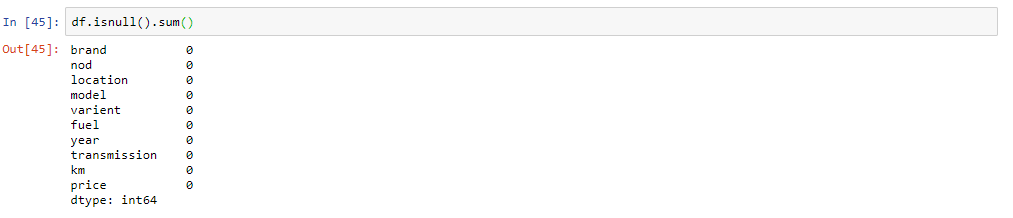 In [45]: df.isnull().sum()
Out[45]: brand 0
nod 0
location 0
model 0
varient 0
fuel 0
year 0
transmission 0
km 0
price 0
dtype: int64